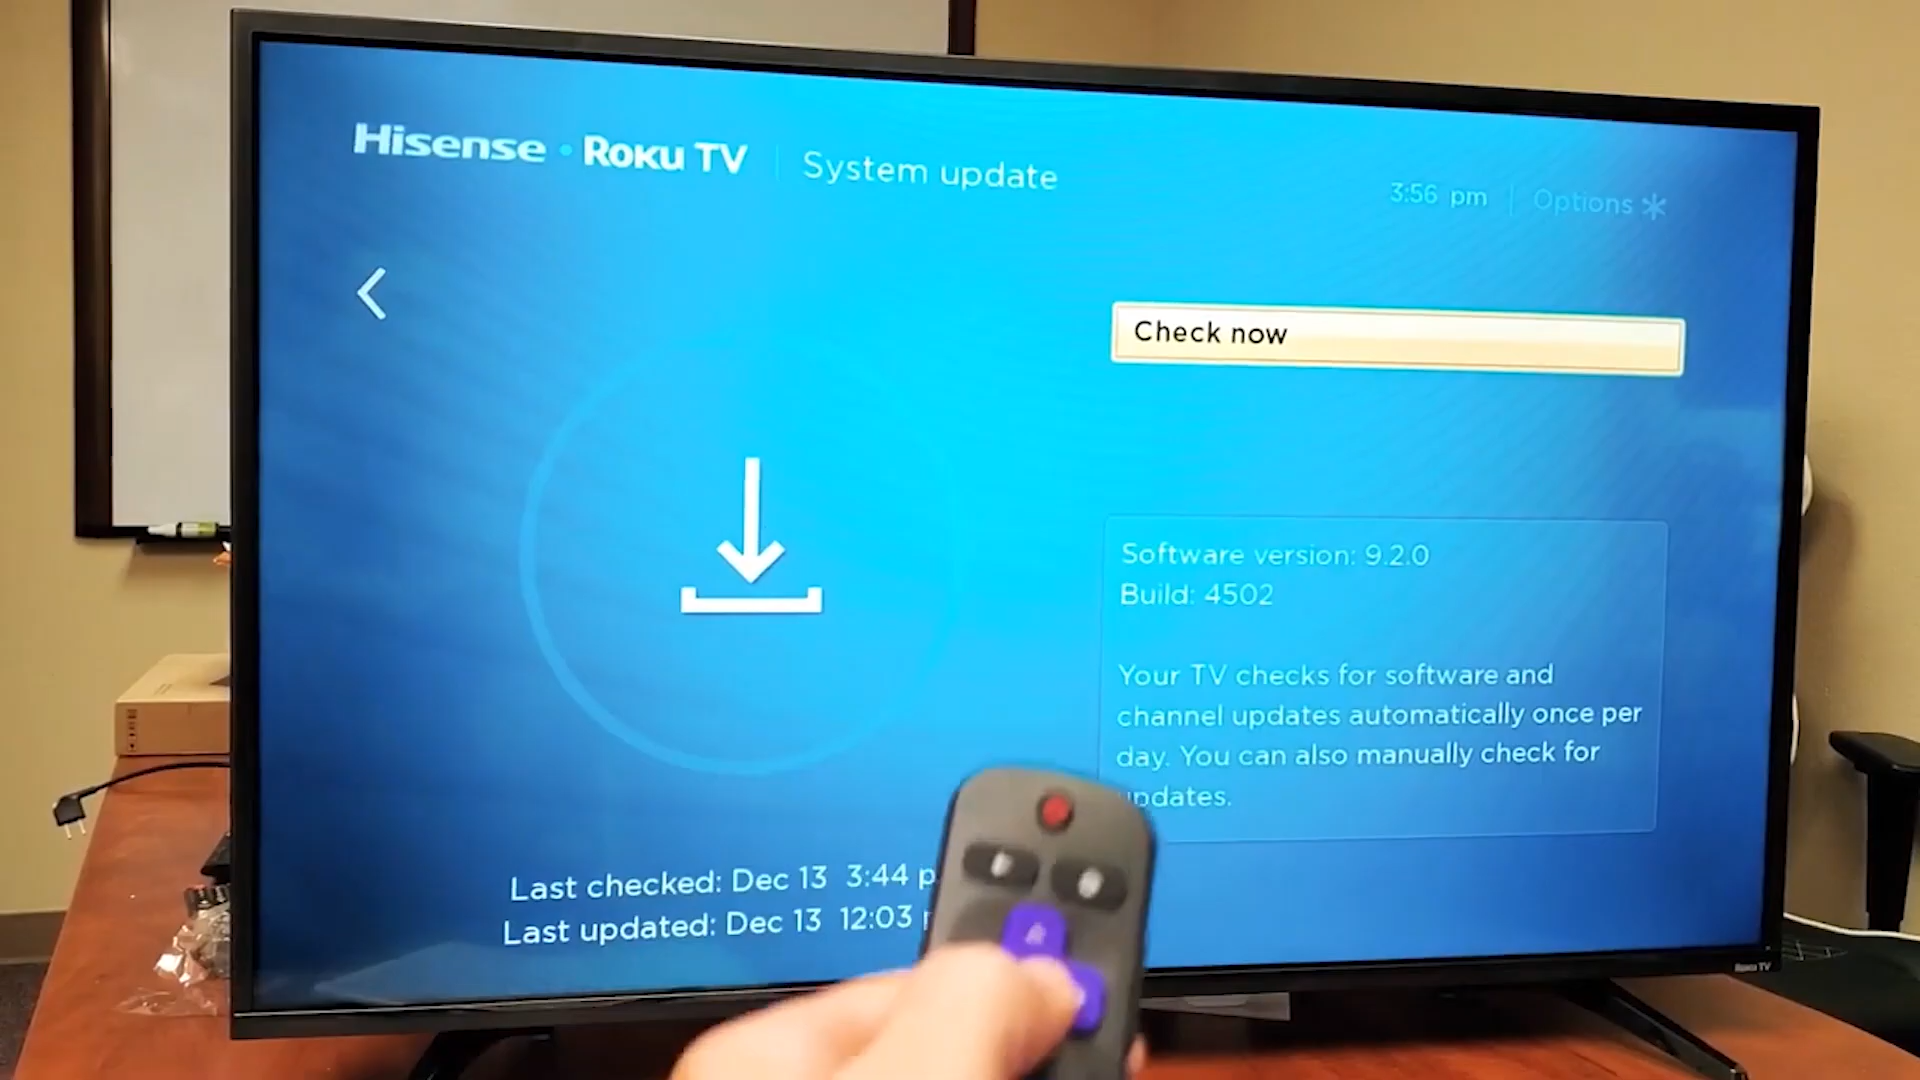 Hisense • Roku TV | System update
3:56 pm | Options
Check now
Software version: 9.2.0
Build: 4502
Your TV checks for software and
channel updates automatically once per
day. You can also manually check for
updates.
Last checked: Dec 13 3:44 p
Last updated: Dec 13 12:03
Roku TV